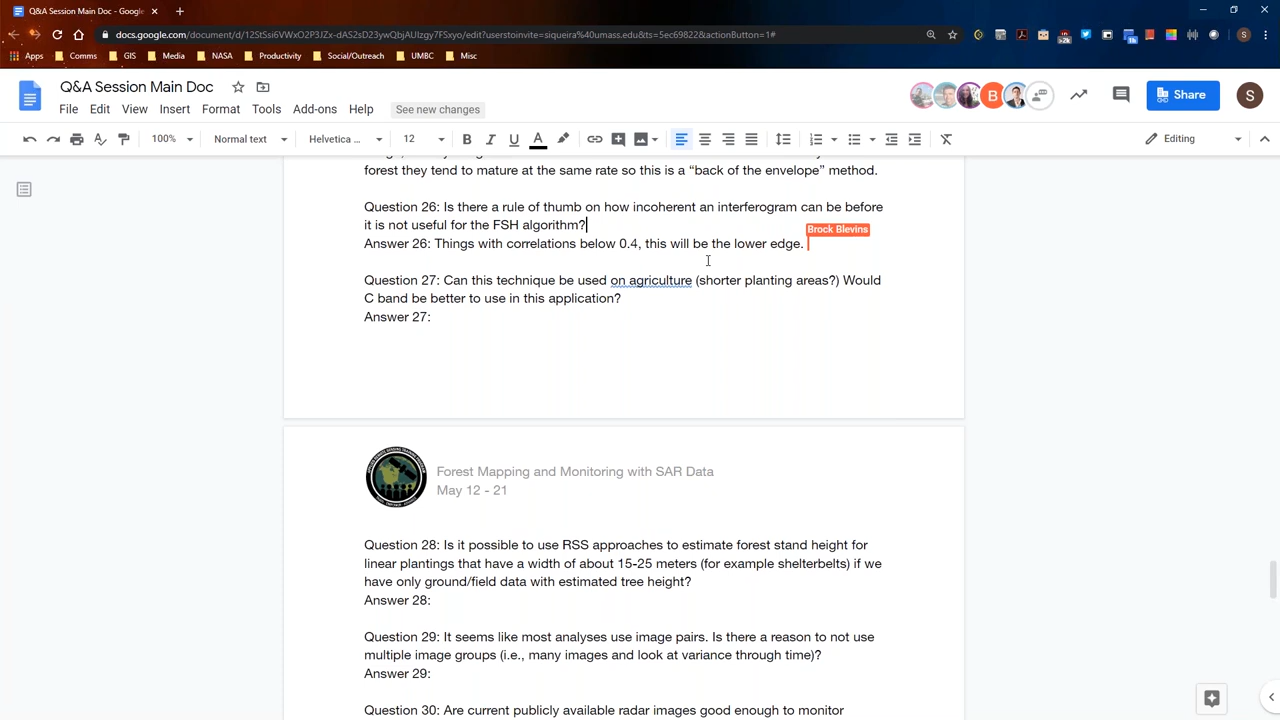 Q&A Session Main Doc - Google
docs.google.com/document/d/12StSsi6VWxO2P3JZx-dAS2sD23ywQbjAUIzgy7FSxyo/edit?userstoinvite=siqueira%40umass.edu&ts=5ec69822&actionButton=1#
Apps Comms GIS Media NASA Productivity Social/Outreach UMBC Misc
Q&A Session Main Doc
File Edit View Insert Format Tools Add-ons Help See new changes
B Share S
100% Normal text Helvetica ... 12 B I U A Editing
forest they tend to mature at the same rate so this is a “back of the envelope” method.
Question 26: Is there a rule of thumb on how incoherent an interferogram can be before
it is not useful for the FSH algorithm?
Brock Blevins
Answer 26: Things with correlations below 0.4, this will be the lower edge.
Question 27: Can this technique be used on agriculture (shorter planting areas?) Would
C band be better to use in this application?
Answer 27:
Forest Mapping and Monitoring with SAR Data
May 12 - 21
Question 28: Is it possible to use RSS approaches to estimate forest stand height for
linear plantings that have a width of about 15-25 meters (for example shelterbelts) if we
have only ground/field data with estimated tree height?
Answer 28:
Question 29: It seems like most analyses use image pairs. Is there a reason to not use
multiple image groups (i.e., many images and look at variance through time)?
Answer 29:
Question 30: Are current publicly available radar images good enough to monitor